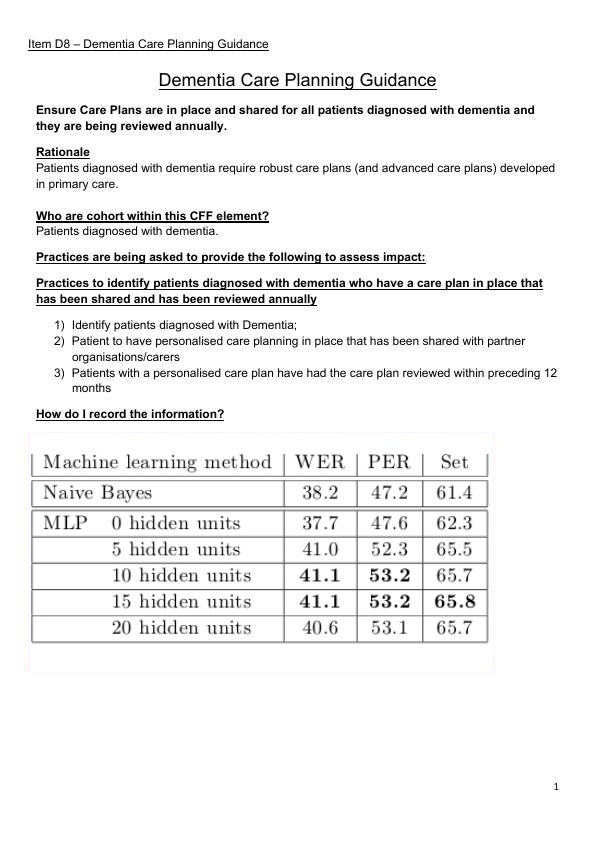 Item D8 – Dementia Care Planning Guidance
Dementia Care Planning Guidance
Ensure Care Plans are in place and shared for all patients diagnosed with dementia and
they are being reviewed annually.
Rationale
Patients diagnosed with dementia require robust care plans (and advanced care plans) developed
in primary care.
Who are cohort within this CFF element?
Patients diagnosed with dementia.
Practices are being asked to provide the following to assess impact:
Practices to identify patients diagnosed with dementia who have a care plan in place that
has been shared and has been reviewed annually
1) Identify patients diagnosed with Dementia;
2) Patient to have personalised care planning in place that has been shared with partner
organisations/carers
3) Patients with a personalised care plan have had the care plan reviewed within preceding 12
months
How do I record the information?
Machine learning method WER PER Set
Naive Bayes 38.2 47.2 61.4
MLP 0 hidden units 37.7 47.6 62.3
5 hidden units 41.0 52.3 65.5
10 hidden units 41.1 53.2 65.7
15 hidden units 41.1 53.2 65.8
20 hidden units 40.6 53.1 65.7
1